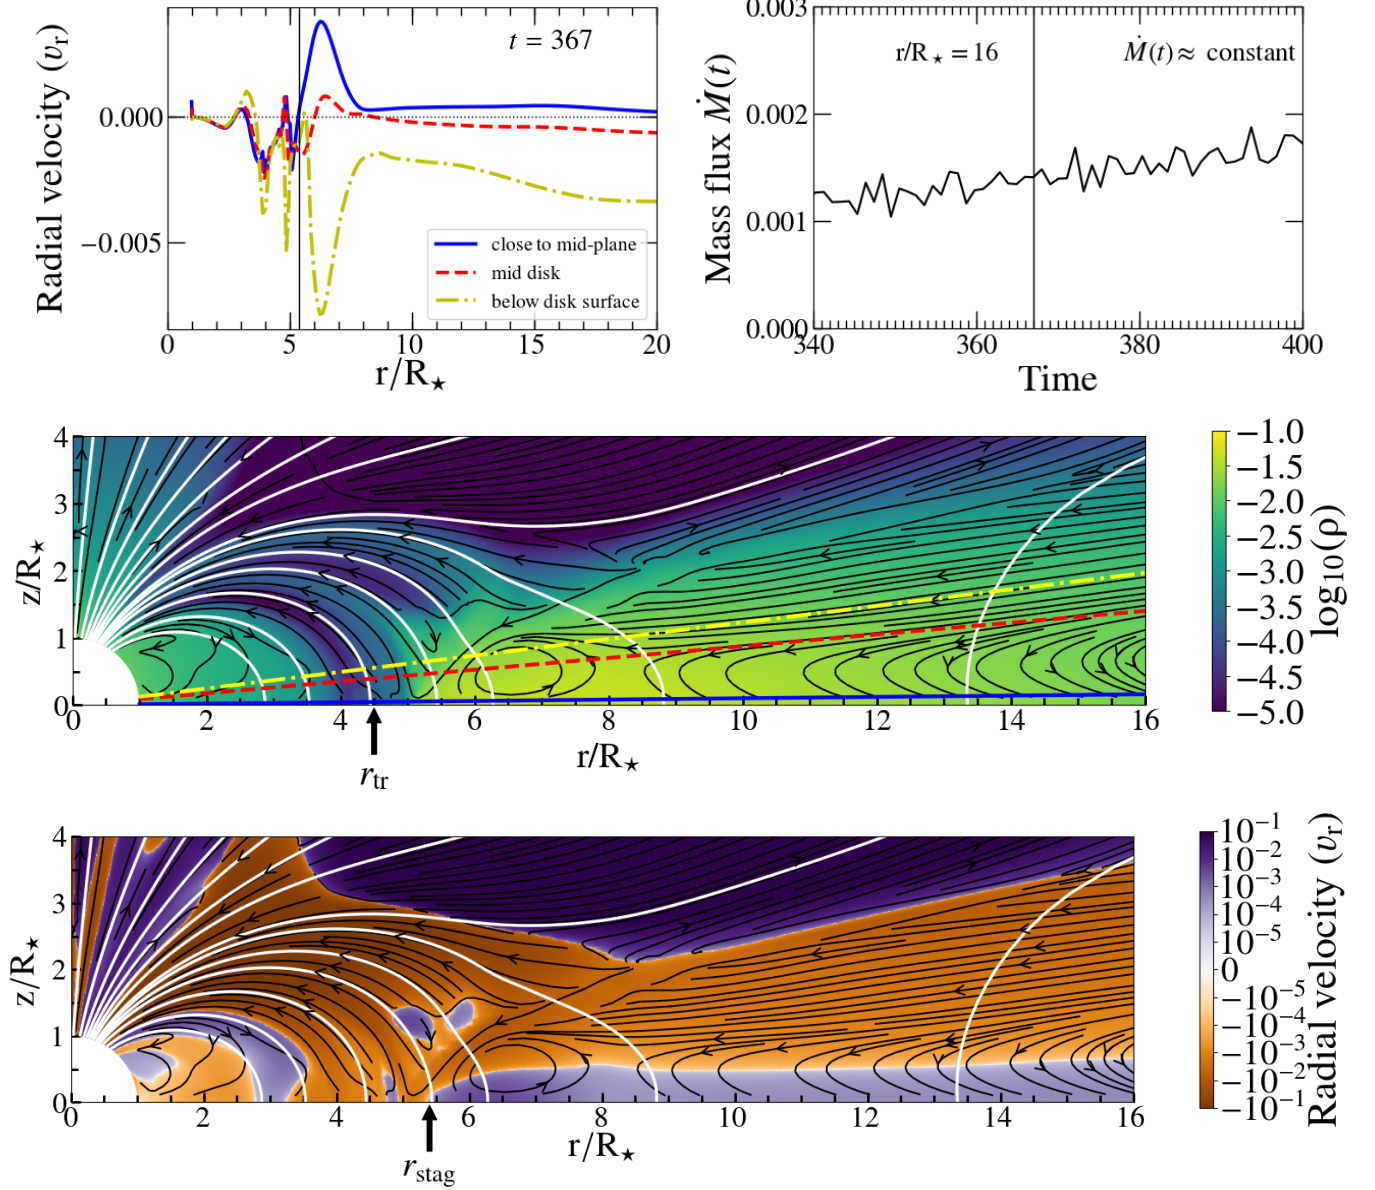 Radial velocity (υr)
0.000
−0.005
t = 367
close to mid-plane
mid disk
below disk surface
0 5 10 15 20
r/R⋆
Mass flux Ṁ(t)
0.003
0.002
0.001
0.000
r/R⋆ = 16
Ṁ(t) ≈ constant
340 360 380 400
Time
z/R⋆
4
3
2
1
0
0 2 4 6 8 10 12 14 16
r/R⋆
rtr
−1.0
−1.5
−2.0
−2.5
−3.0
−3.5
−4.0
−4.5
−5.0
log10(ρ)
z/R⋆
4
3
2
1
0
0 2 4 6 8 10 12 14 16
r/R⋆
rstag
10−1
10−2
10−3
10−4
10−5
0
−10−5
−10−4
−10−3
−10−2
−10−1
Radial velocity (υr)